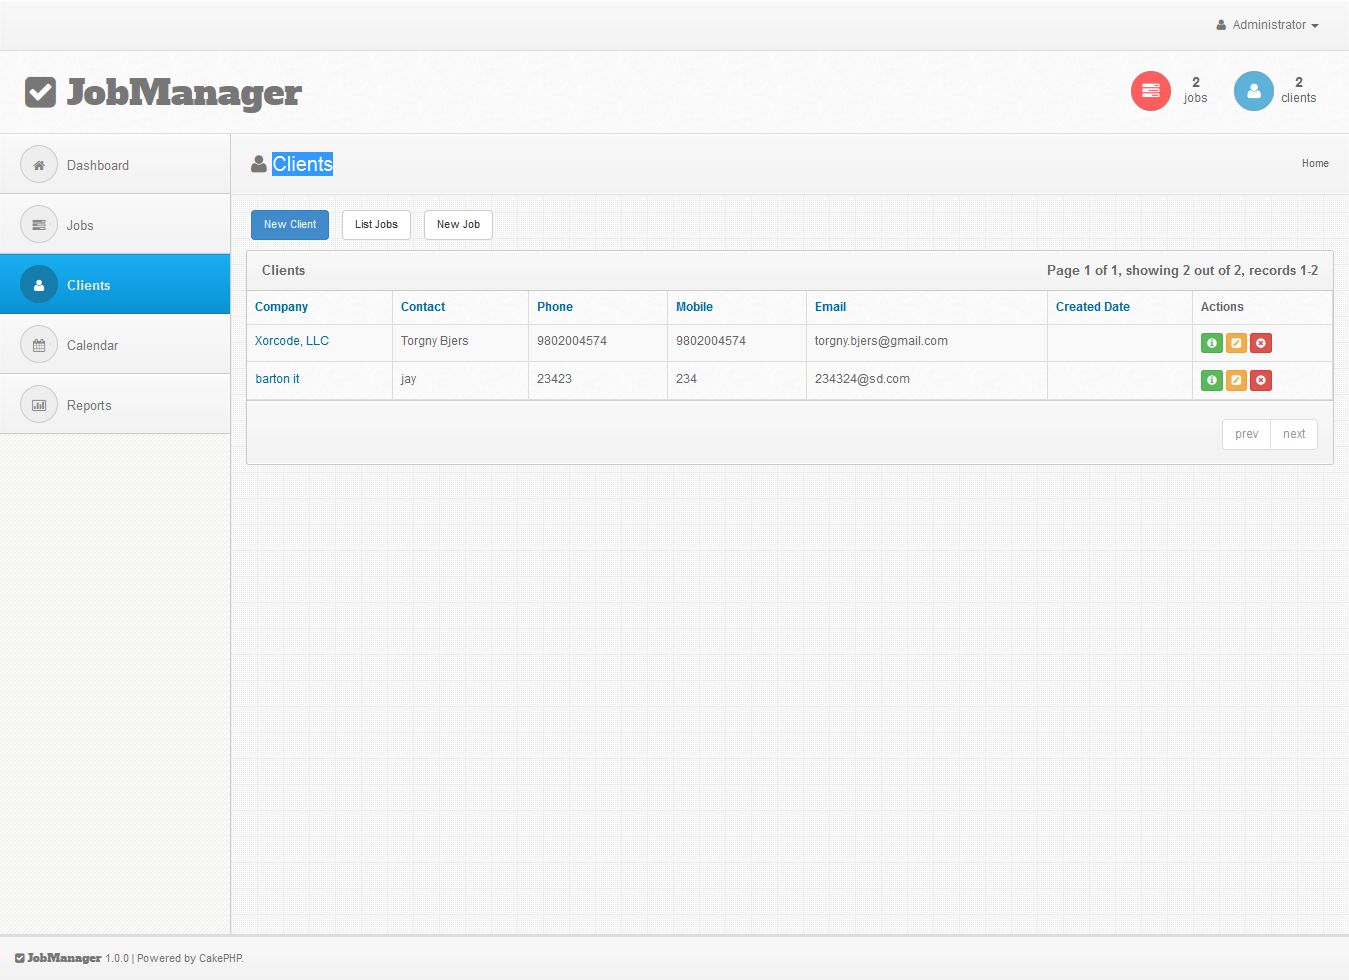 Administrator
JobManager
2 jobs
2 clients
Dashboard
Jobs
Clients
Calendar
Reports
Clients
Home
New Client List Jobs New Job
Clients Page 1 of 1, showing 2 out of 2, records 1-2
Company Contact Phone Mobile Email Created Date Actions
Xorcode, LLC Torgny Bjers 9802004574 9802004574 torgny.bjers@gmail.com
barton it jay 23423 234 234324@sd.com
prev next
JobManager 1.0.0 | Powered by CakePHP.